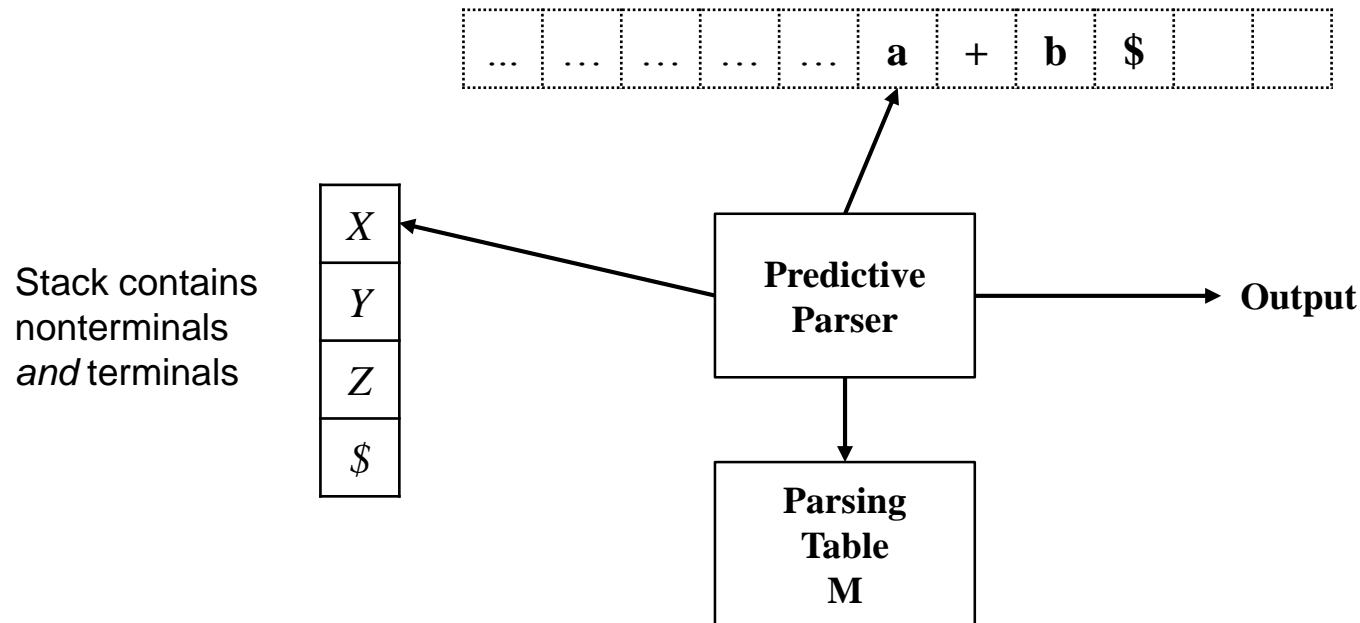 ... … … … … a + b $
X
Y
Z
$
Stack contains
nonterminals
and terminals
Predictive
Parser
Output
Parsing
Table
M